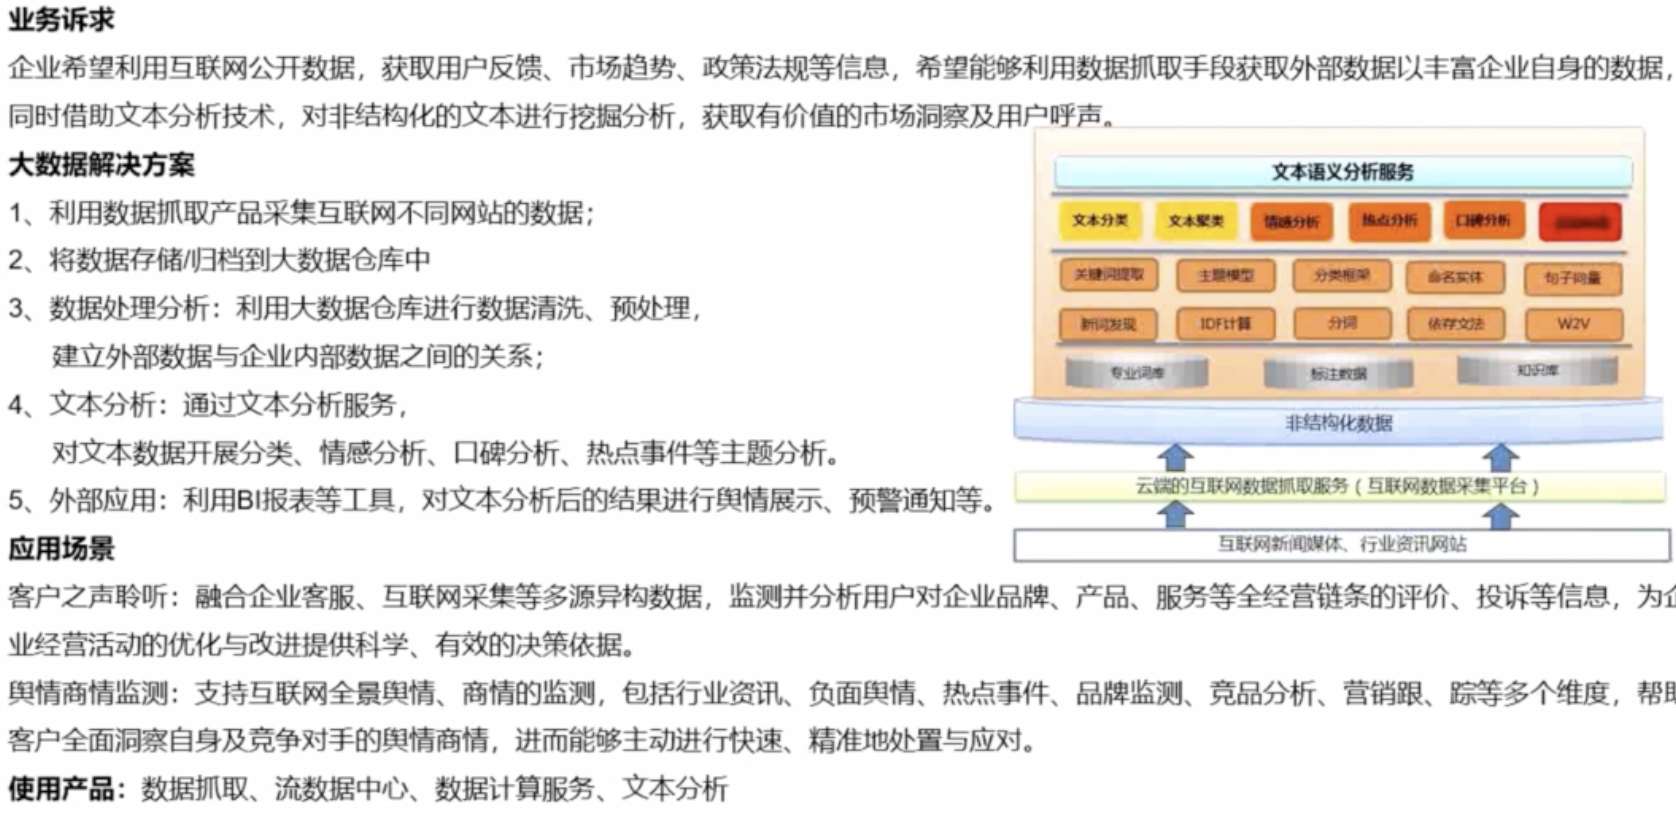 业务诉求
企业希望利用互联网公开数据，获取用户反馈、市场趋势、政策法规等信息，希望能够利用数据抓取手段获取外部数据以丰富企业自身的数据，
同时借助文本分析技术，对非结构化的文本进行挖掘分析，获取有价值的市场洞察及用户呼声。
大数据解决方案
1、利用数据抓取产品采集互联网不同网站的数据；
2、将数据存储/归档到大数据仓库中
3、数据处理分析：利用大数据仓库进行数据清洗、预处理，
建立外部数据与企业内部数据之间的关系；
4、文本分析：通过文本分析服务，
对文本数据开展分类、情感分析、口碑分析、热点事件等主题分析。
5、外部应用：利用BI报表等工具，对文本分析后的结果进行舆情展示、预警通知等。
文本语义分析服务
文本分类 文本聚类 情感分析 热点分析 口碑分析
关键词提取 主题模型 分类框架 命名实体 句子向量
新词发现 IDF计算 分词 依存文法 W2V
专业词库 标注数据 知识库
非结构化数据
云端的互联网数据抓取服务（互联网数据采集平台）
互联网新闻媒体、行业资讯网站
应用场景
客户之声聆听：融合企业客服、互联网采集等多源异构数据，监测并分析用户对企业品牌、产品、服务等全经营链条的评价、投诉等信息，为企
业经营活动的优化与改进提供科学、有效的决策依据。
舆情商情监测：支持互联网全景舆情、商情的监测，包括行业资讯、负面舆情、热点事件、品牌监测、竞品分析、营销跟、踪等多个维度，帮助
客户全面洞察自身及竞争对手的舆情商情，进而能够主动进行快速、精准地处置与应对。
使用产品：数据抓取、流数据中心、数据计算服务、文本分析